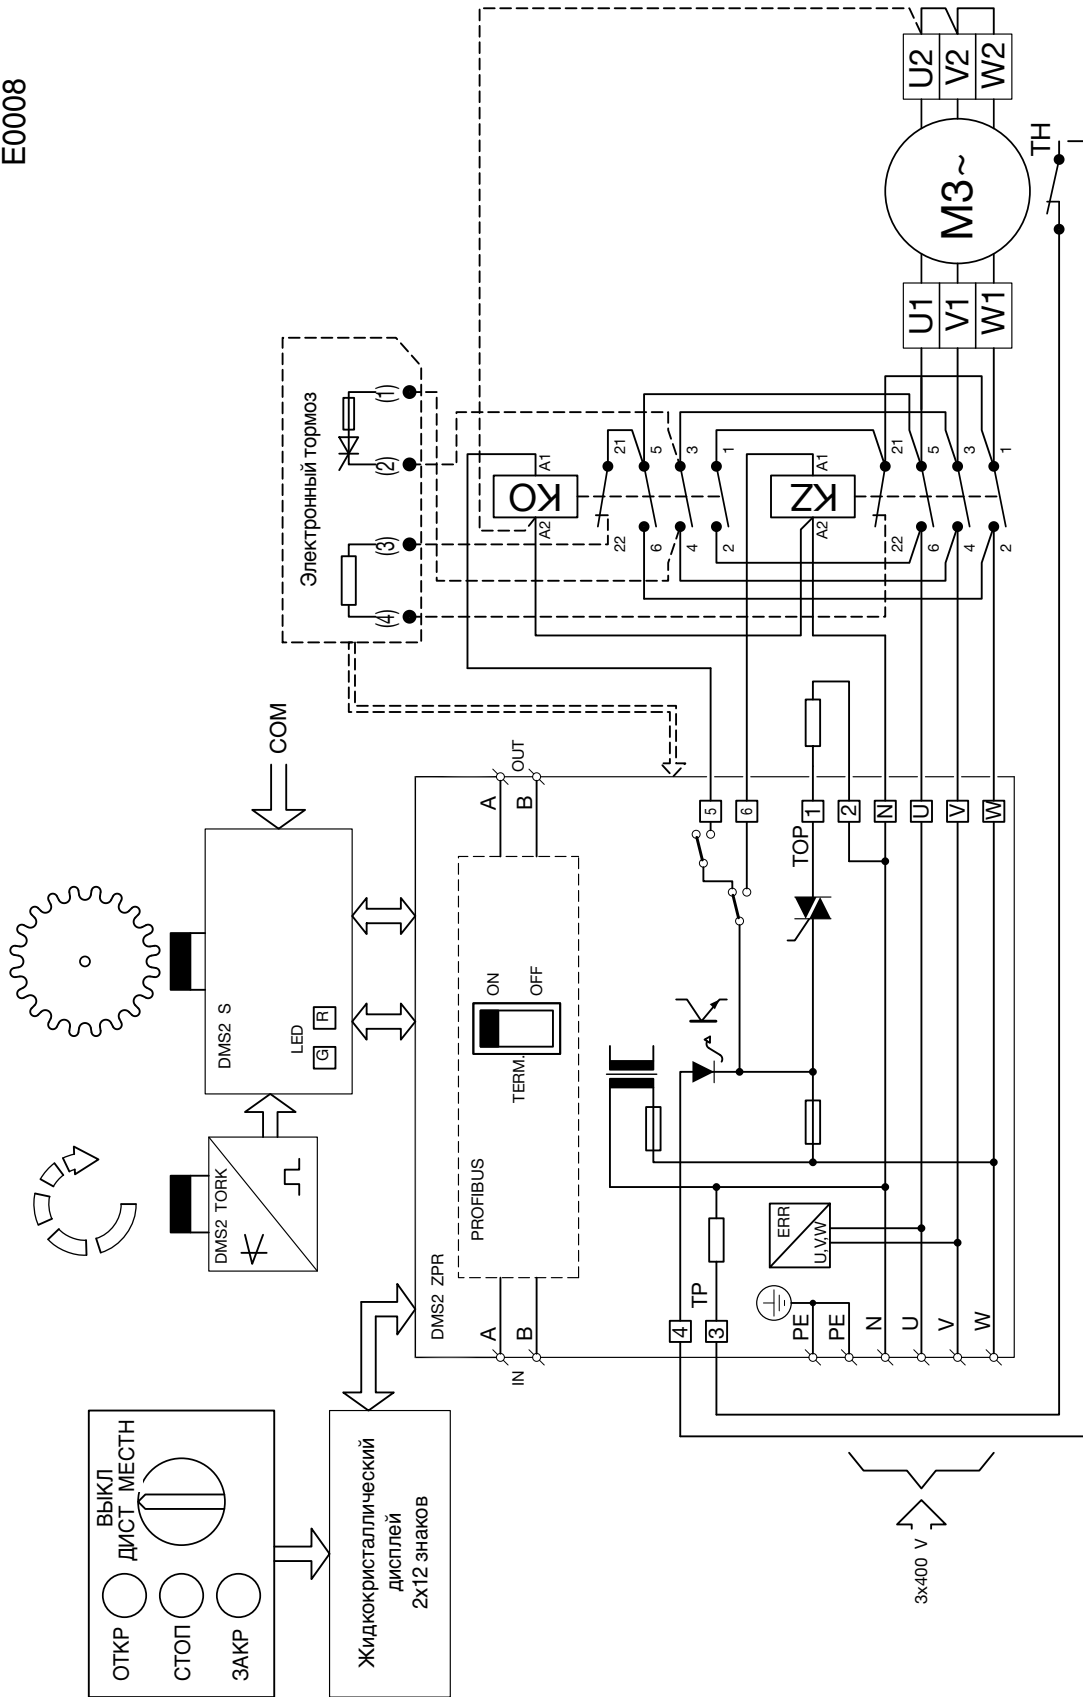 E0008
ВЫКЛ
ДИСТ МЕСТН
ОТКР
СТОП
ЗАКР
Жидкокристаллический
дисплей
2x12 знаков
DMS2 TORK
DMS2 S
LED
G
R
COM
Электронный тормоз
(4)
(3)
(2)
(1)
DMS2 ZPR
PROFIBUS
TERM.
ON
OFF
A
B
IN
A
B
OUT
4
3
TP
5
6
TOP
1
2
N
U
V
W
ERR
U,V,W
PE
PE
N
U
V
W
3x400 V
KO
A2
A1
22
21
6
5
4
3
2
1
KZ
A2
A1
22
21
6
5
4
3
2
1
U1
V1
W1
M3~
U2
V2
W2
TH